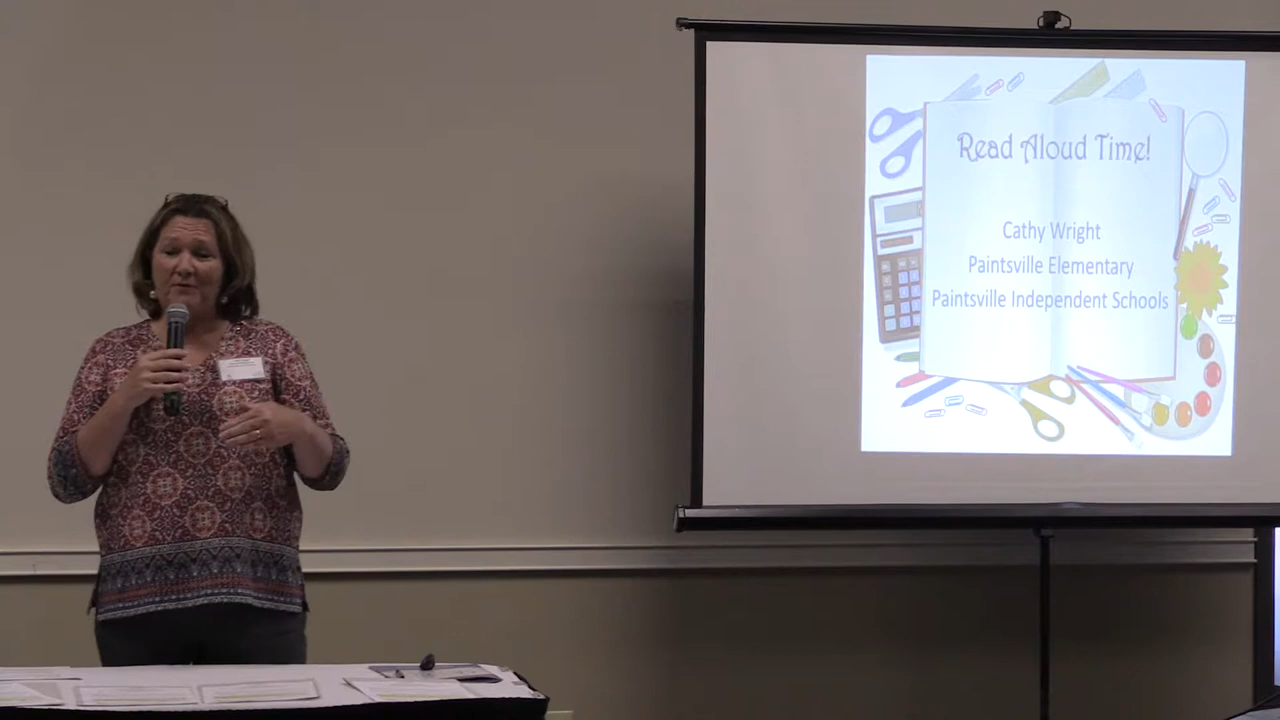 Read Aloud Time!
Cathy Wright
Paintsville Elementary
Paintsville Independent Schools